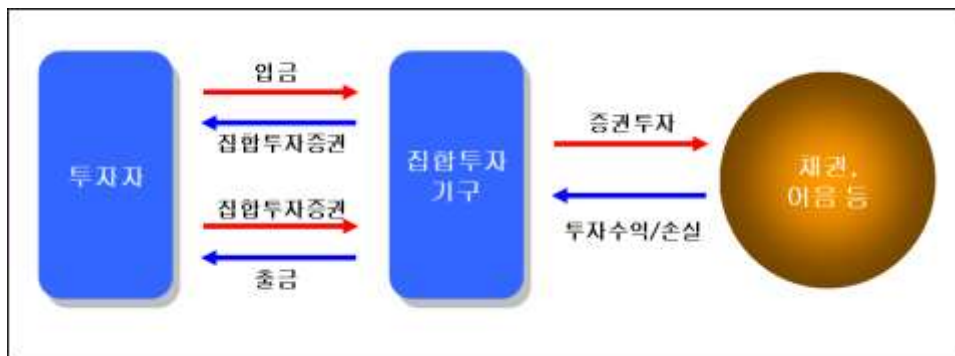 투자자
입금
집합투자증권
집합투자증권
출금
집합투자
기구
증권투자
투자수익/손실
채권,
어음 등